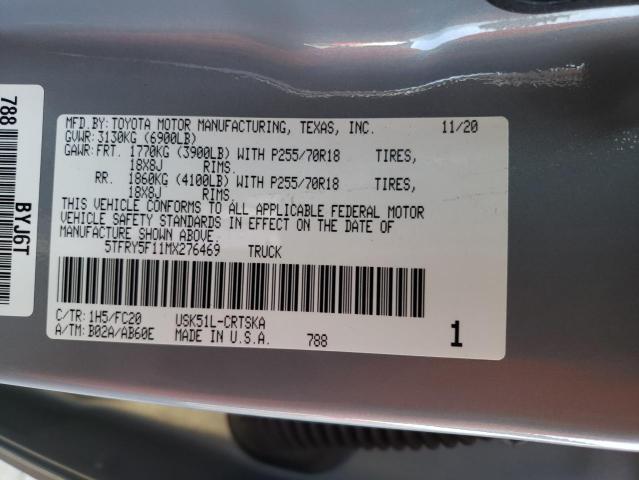 MFD.BY:TOYOTA MOTOR MANUFACTURING, TEXAS, INC. 11/20
GVWR:3130KG (6900LB)
GAWR:FRT. 1770KG (3900LB) WITH P255/70R18 TIRES,
18X8J RIMS.
RR. 1860KG (4100LB) WITH P255/70R18 TIRES,
18X8J RIMS.
THIS VEHICLE CONFORMS TO ALL APPLICABLE FEDERAL MOTOR
VEHICLE SAFETY STANDARDS IN EFFECT ON THE DATE OF
MANUFACTURE SHOWN ABOVE.
5TFRY5F11MX276469 TRUCK
C/TR: 1H5/FC20 USK51L-CRTSKA
A/TM: B02A/AB60E MADE IN U.S.A. 788 1
788
BYJ6T